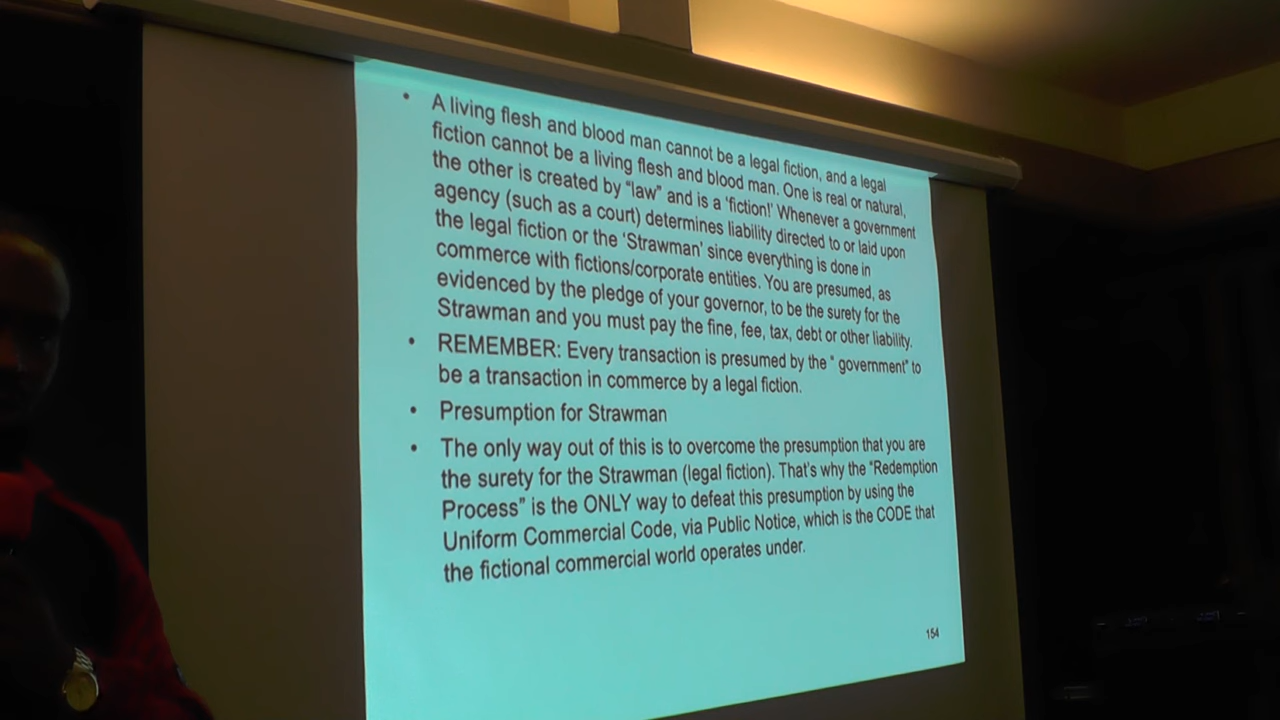 • A living flesh and blood man cannot be a legal fiction, and a legal
fiction cannot be a living flesh and blood man. One is real or natural,
the other is created by “law” and is a ‘fiction!’ Whenever a government
agency (such as a court) determines liability directed to or laid upon
the legal fiction or the ‘Strawman’ since everything is done in
commerce with fictions/corporate entities. You are presumed, as
evidenced by the pledge of your governor, to be the surety for the
Strawman and you must pay the fine, fee, tax, debt or other liability.
• REMEMBER: Every transaction is presumed by the “ government” to
be a transaction in commerce by a legal fiction.
• Presumption for Strawman
• The only way out of this is to overcome the presumption that you are
the surety for the Strawman (legal fiction). That’s why the “Redemption
Process” is the ONLY way to defeat this presumption by using the
Uniform Commercial Code, via Public Notice, which is the CODE that
the fictional commercial world operates under.
154